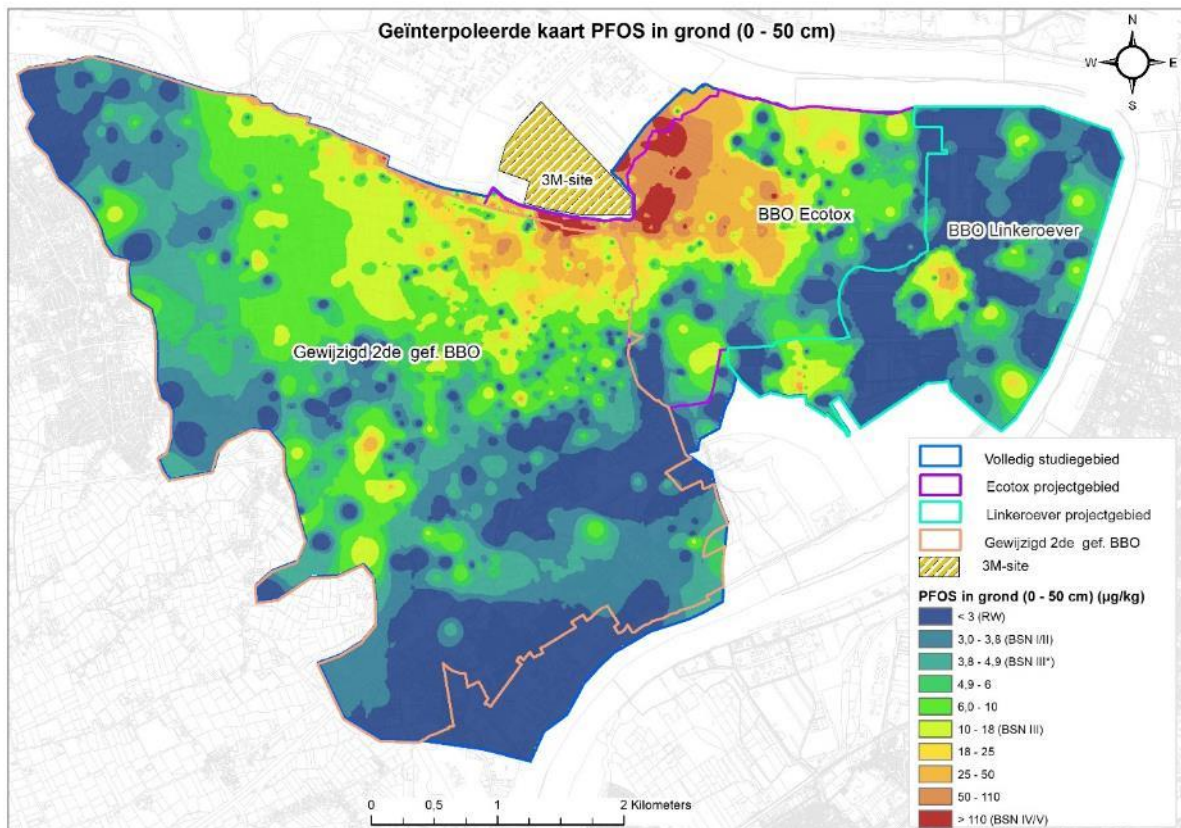 Geïnterpoleerde kaart PFOS in grond (0 - 50 cm)
N
W E
S
3M-site
BBO Ecotox
BBO Linkeroever
Gewijzigd 2de gef. BBO
Volledig studiegebied
Ecotox projectgebied
Linkeroever projectgebied
Gewijzigd 2de gef. BBO
3M-site
PFOS in grond (0 - 50 cm) (µg/kg)
< 3 (RW)
3,0 - 3,8 (BSN I/II)
3,8 - 4,9 (BSN III*)
4,9 - 6
6,0 - 10
10 - 18 (BSN III)
18 - 25
25 - 50
50 - 110
> 110 (BSN IV/V)
0 0,5 1 2 Kilometers